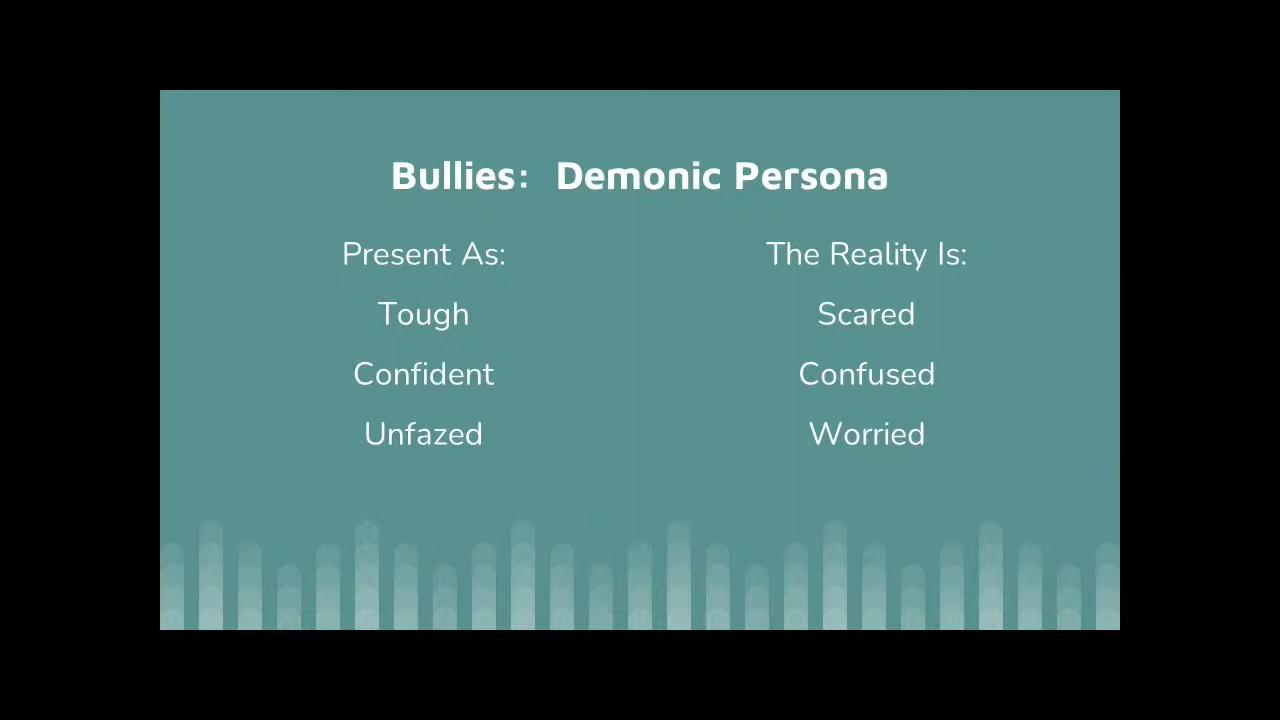 Bullies:  Demonic Persona
Present As:
Tough
Confident
Unfazed
The Reality Is:
Scared
Confused
Worried